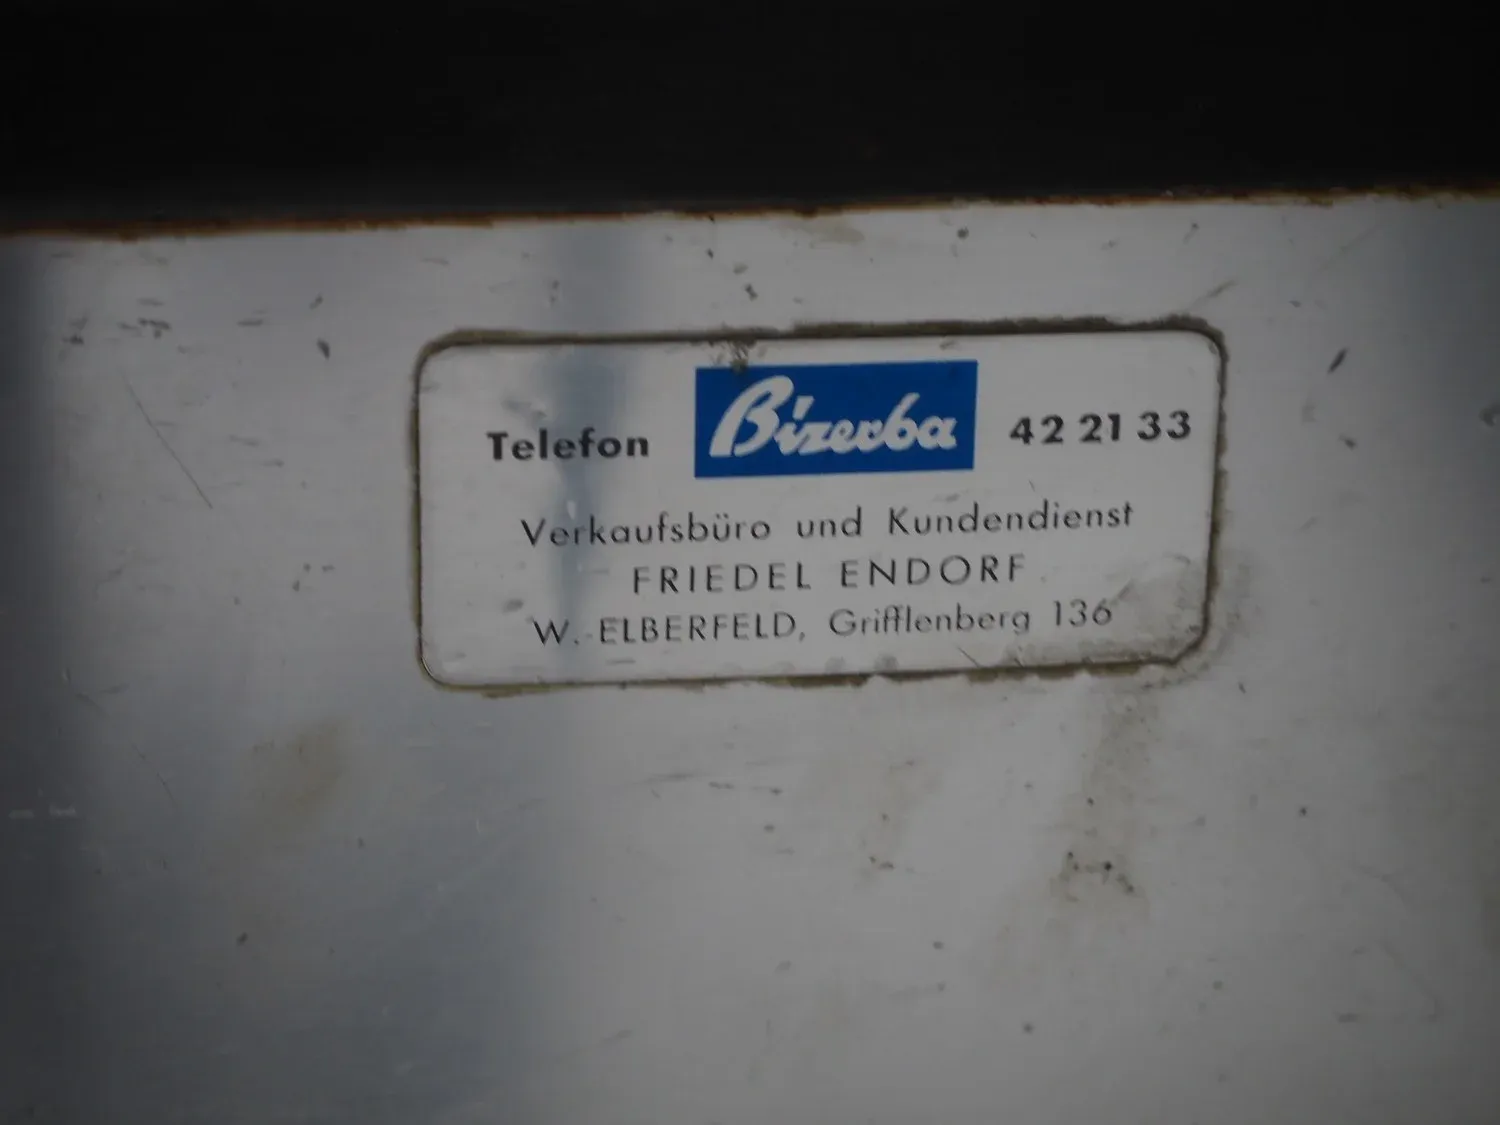 Telefon Bizerba 42 21 33
Verkaufsbüro und Kundendienst
FRIEDEL ENDORF
W.-ELBERFELD, Grifflenberg 136